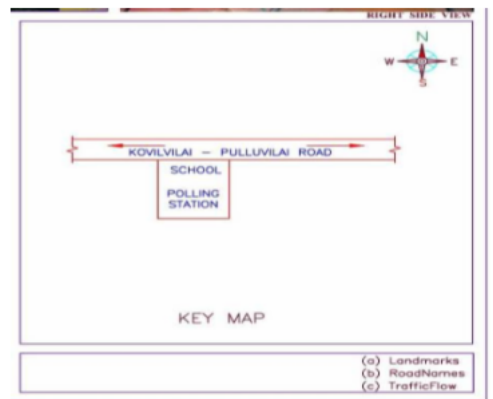 RIGHT SIDE VIEW
N
W E
S
KOVILVILAI - PULLUVILAI ROAD
SCHOOL
POLLING
STATION
KEY MAP
(a) Landmarks
(b) RoadNames
(c) TrafficFlow